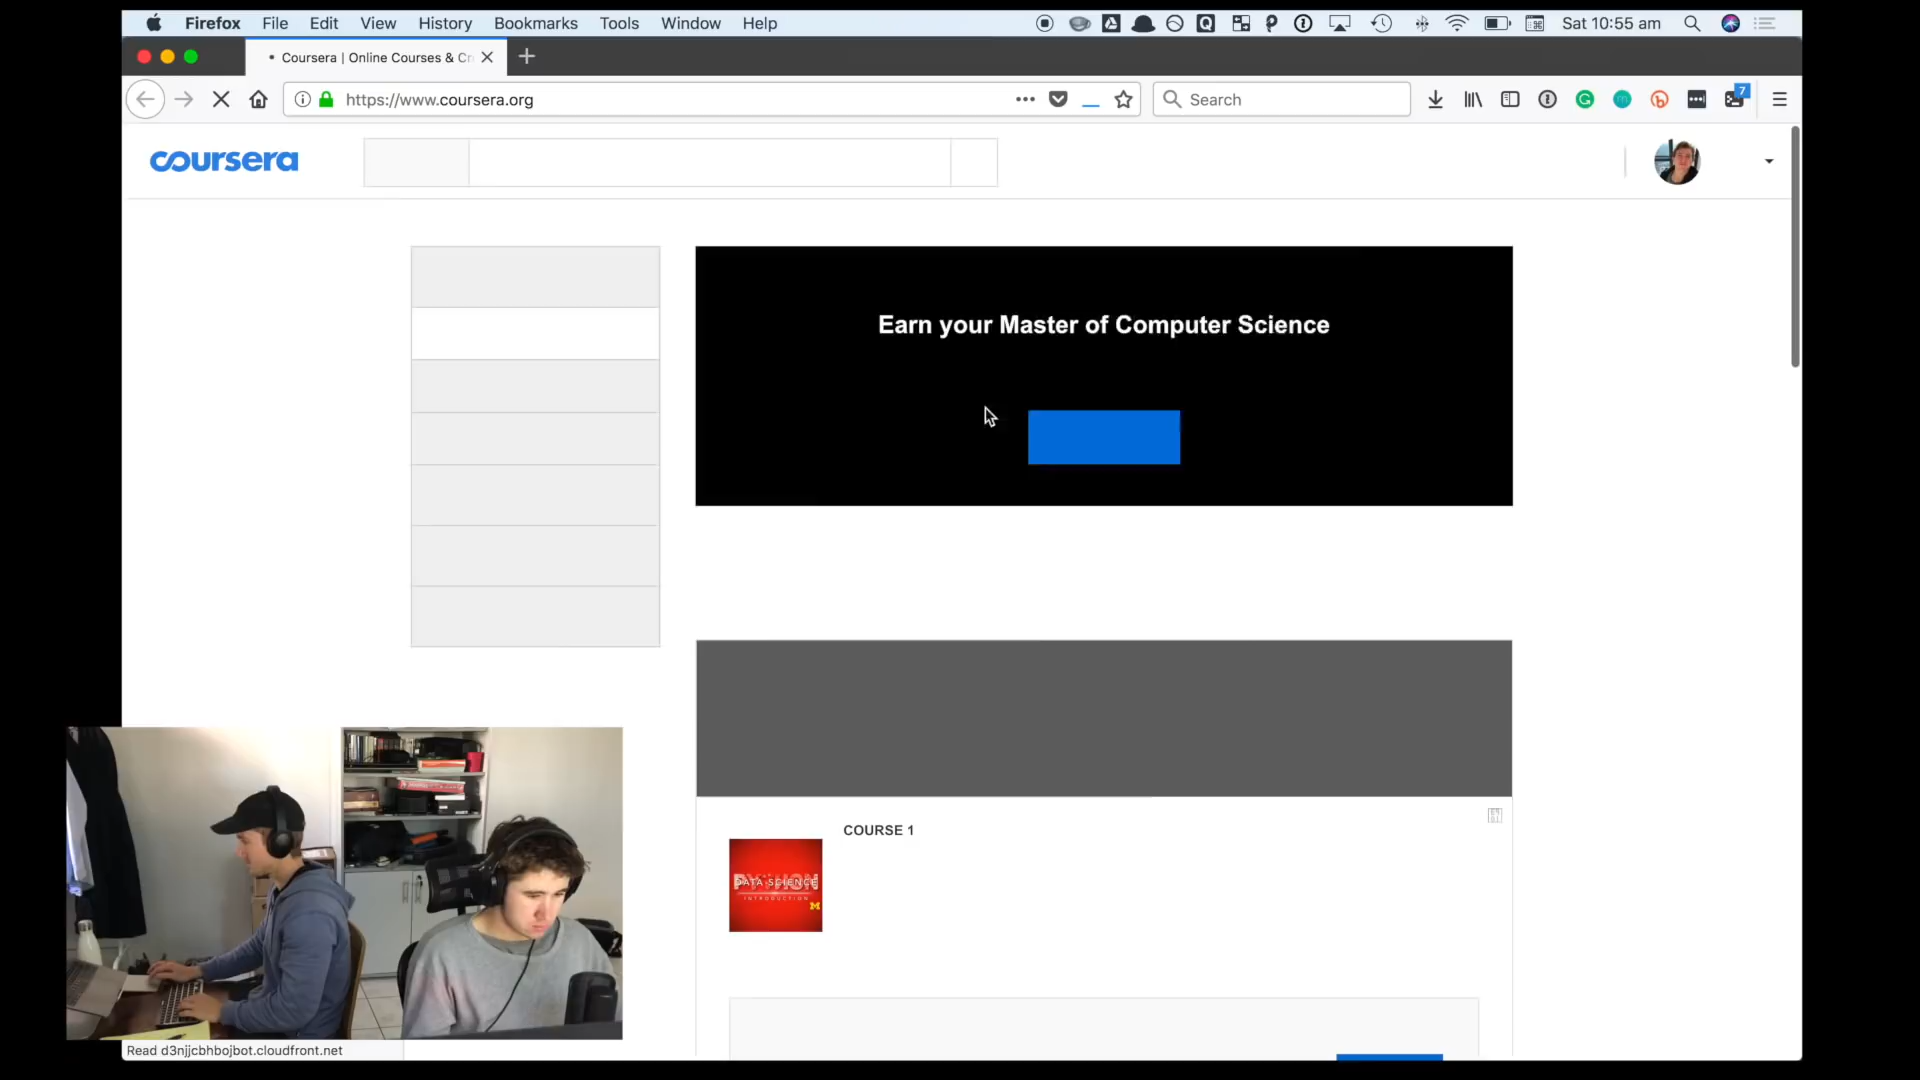 Firefox File Edit View History Bookmarks Tools Window Help
Sat 10:55 am
Coursera | Online Courses & Cr
https://www.coursera.org
Search
7
coursera
Earn your Master of Computer Science
COURSE 1
PYTHON
DATA SCIENCE
INTRODUCTION
M
Read d3njjcbhbojbot.cloudfront.net